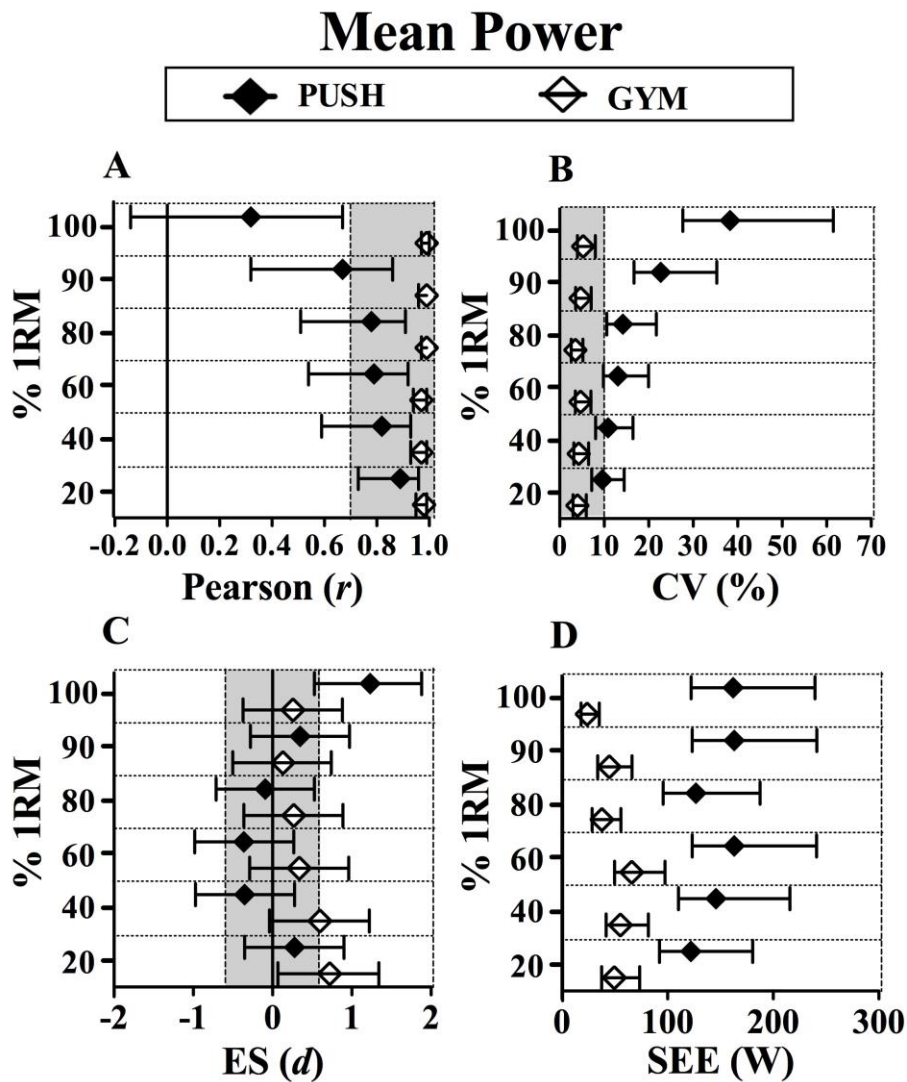 Mean Power
PUSH GYM
A
% 1RM
100
90
80
60
40
20
-0.2 0.0 0.2 0.4 0.6 0.8 1.0
Pearson (r)
B
% 1RM
100
90
80
60
40
20
0 10 20 30 40 50 60 70
CV (%)
C
% 1RM
100
90
80
60
40
20
-2 -1 0 1 2
ES (d)
D
% 1RM
100
90
80
60
40
20
0 100 200 300
SEE (W)